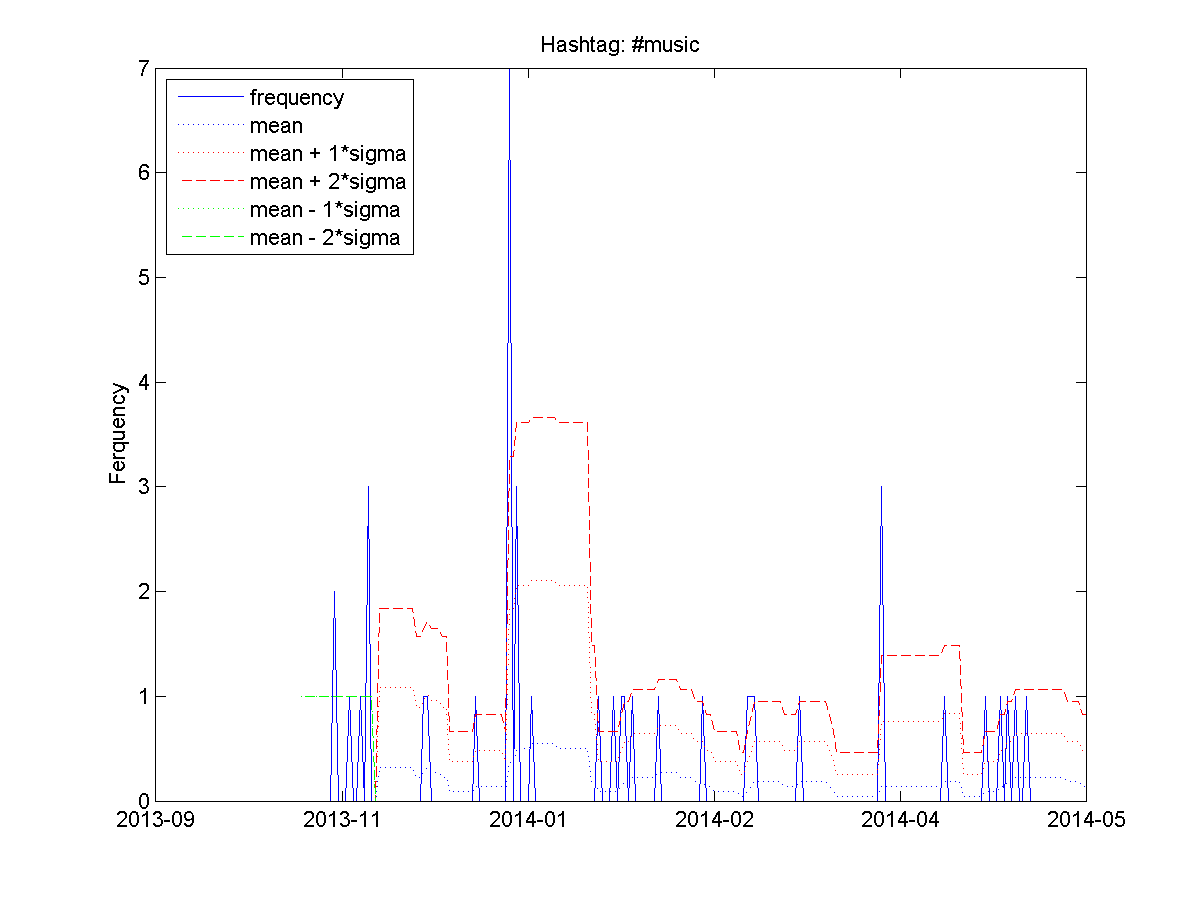 Hashtag: #music
7
6
5
4
3
2
1
0
frequency
mean
mean + 1*sigma
mean + 2*sigma
mean - 1*sigma
mean - 2*sigma
Ferquency
2013-09 2013-11 2014-01 2014-02 2014-04 2014-05